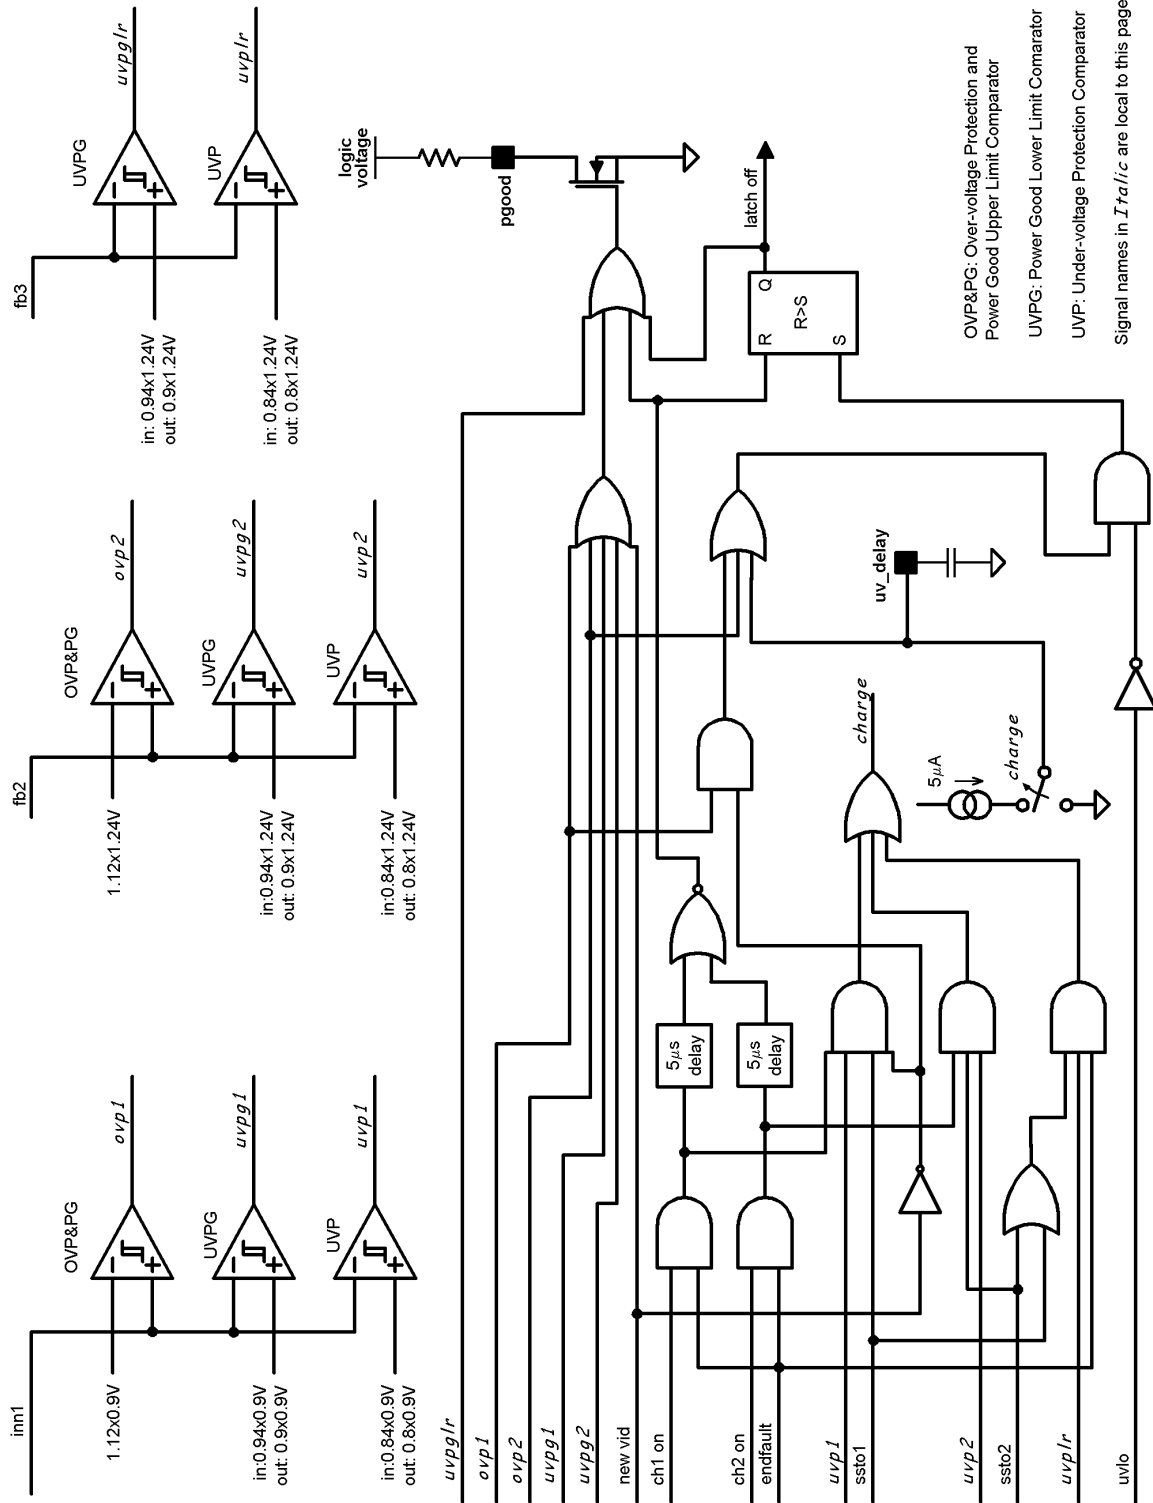 inn1
1.12x0.9V
OVP&PG
ovp1
in:0.94x0.9V
out: 0.9x0.9V
UVPG
uvpg1
in:0.84x0.9V
out: 0.8x0.9V
UVP
uvp1
fb2
1.12x1.24V
OVP&PG
ovp2
in:0.94x1.24V
out: 0.9x1.24V
UVPG
uvpg2
in:0.84x1.24V
out: 0.8x1.24V
UVP
uvp2
fb3
in: 0.94x1.24V
out: 0.9x1.24V
UVPG
uvpglr
in: 0.84x1.24V
out: 0.8x1.24V
UVP
uvplr
uvpglr
ovp1
ovp2
uvpg1
uvpg2
new vid
ch1 on
ch2 on
endfault
uvp1
ssto1
uvp2
ssto2
uvplr
uvlo
5µs
delay
5µs
delay
charge
5µA
charge
uv_delay
logic
voltage
pgood
latch off
R
Q
R>S
S
OVP&PG: Over-voltage Protection and
Power Good Upper Limit Comparator
UVPG: Power Good Lower Limit Comarator
UVP: Under-voltage Protection Comparator
Signal names in Italic are local to this page